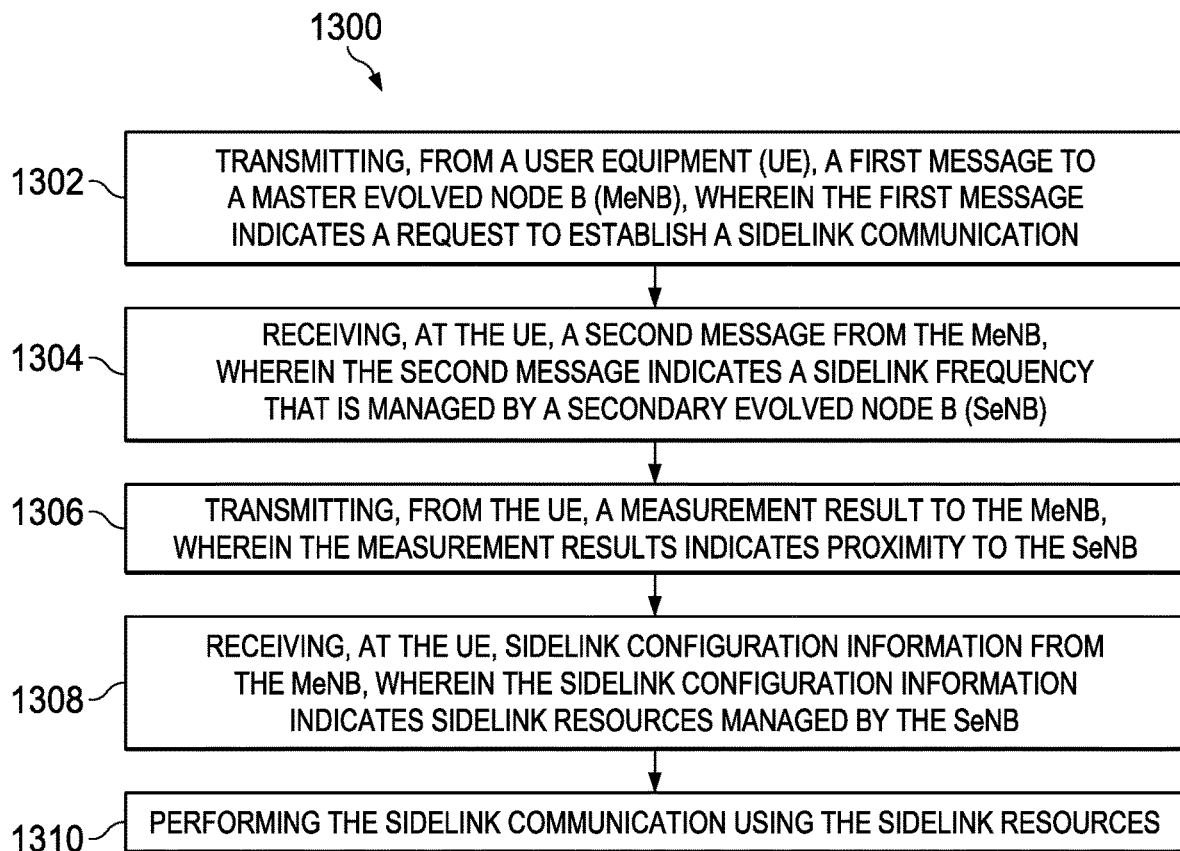 1300
1302
TRANSMITTING, FROM A USER EQUIPMENT (UE), A FIRST MESSAGE TO
A MASTER EVOLVED NODE B (MeNB), WHEREIN THE FIRST MESSAGE
INDICATES A REQUEST TO ESTABLISH A SIDELINK COMMUNICATION
1304
RECEIVING, AT THE UE, A SECOND MESSAGE FROM THE MeNB,
WHEREIN THE SECOND MESSAGE INDICATES A SIDELINK FREQUENCY
THAT IS MANAGED BY A SECONDARY EVOLVED NODE B (SeNB)
1306
TRANSMITTING, FROM THE UE, A MEASUREMENT RESULT TO THE MeNB,
WHEREIN THE MEASUREMENT RESULTS INDICATES PROXIMITY TO THE SeNB
1308
RECEIVING, AT THE UE, SIDELINK CONFIGURATION INFORMATION FROM
THE MeNB, WHEREIN THE SIDELINK CONFIGURATION INFORMATION
INDICATES SIDELINK RESOURCES MANAGED BY THE SeNB
1310
PERFORMING THE SIDELINK COMMUNICATION USING THE SIDELINK RESOURCES